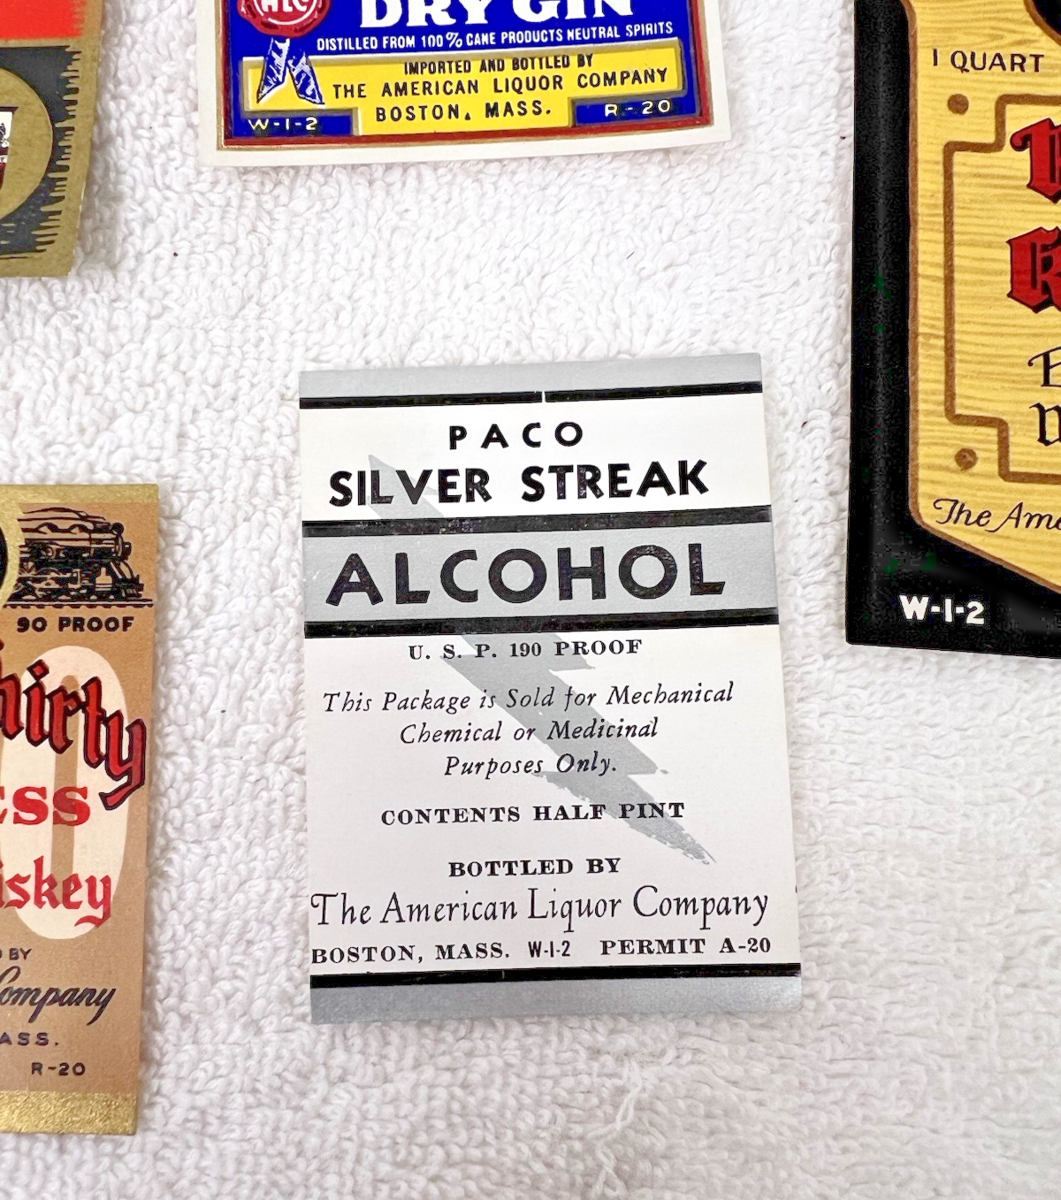 DRY GIN
DISTILLED FROM 100% CANE PRODUCTS NEUTRAL SPIRITS
IMPORTED AND BOTTLED BY
THE AMERICAN LIQUOR COMPANY
BOSTON, MASS.
W-1-2
R-20
1 QUART
The Ame
W-1-2
PACO
SILVER STREAK
ALCOHOL
U. S. P. 190 PROOF
This Package is Sold for Mechanical
Chemical or Medicinal
Purposes Only.
CONTENTS HALF PINT
BOTTLED BY
The American Liquor Company
BOSTON, MASS. W-1-2 PERMIT A-20
90 PROOF
hirty
ESS
iskey
D BY
Company
ASS.
R-20